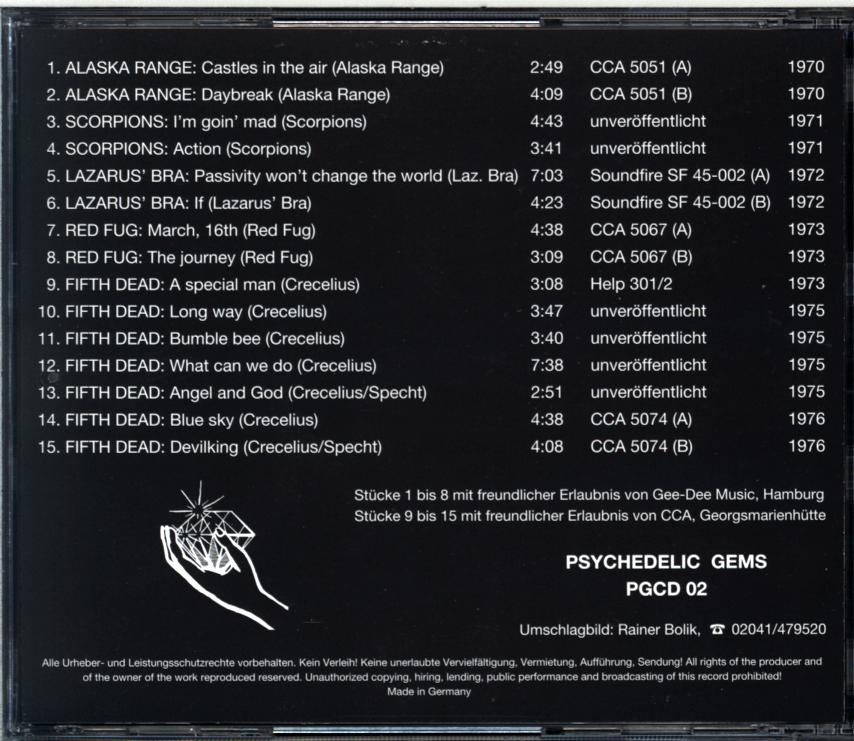 1. ALASKA RANGE: Castles in the air (Alaska Range) 2:49 CCA 5051 (A) 1970
2. ALASKA RANGE: Daybreak (Alaska Range) 4:09 CCA 5051 (B) 1970
3. SCORPIONS: I'm goin' mad (Scorpions) 4:43 unveröffentlicht 1971
4. SCORPIONS: Action (Scorpions) 3:41 unveröffentlicht 1971
5. LAZARUS' BRA: Passivity won't change the world (Laz. Bra) 7:03 Soundfire SF 45-002 (A) 1972
6. LAZARUS' BRA: If (Lazarus' Bra) 4:23 Soundfire SF 45-002 (B) 1972
7. RED FUG: March, 16th (Red Fug) 4:38 CCA 5067 (A) 1973
8. RED FUG: The journey (Red Fug) 3:09 CCA 5067 (B) 1973
9. FIFTH DEAD: A special man (Crecelius) 3:08 Help 301/2 1973
10. FIFTH DEAD: Long way (Crecelius) 3:47 unveröffentlicht 1975
11. FIFTH DEAD: Bumble bee (Crecelius) 3:40 unveröffentlicht 1975
12. FIFTH DEAD: What can we do (Crecelius) 7:38 unveröffentlicht 1975
13. FIFTH DEAD: Angel and God (Crecelius/Specht) 2:51 unveröffentlicht 1975
14. FIFTH DEAD: Blue sky (Crecelius) 4:38 CCA 5074 (A) 1976
15. FIFTH DEAD: Devilking (Crecelius/Specht) 4:08 CCA 5074 (B) 1976
Stücke 1 bis 8 mit freundlicher Erlaubnis von Gee-Dee Music, Hamburg
Stücke 9 bis 15 mit freundlicher Erlaubnis von CCA, Georgsmarienhütte
PSYCHEDELIC GEMS
PGCD 02
Umschlagbild: Rainer Bolik, ☎ 02041/479520
Alle Urheber- und Leistungsschutzrechte vorbehalten. Kein Verleih! Keine unerlaubte Vervielfältigung, Vermietung, Aufführung, Sendung! All rights of the producer and
of the owner of the work reproduced reserved. Unauthorized copying, hiring, lending, public performance and broadcasting of this record prohibited!
Made in Germany